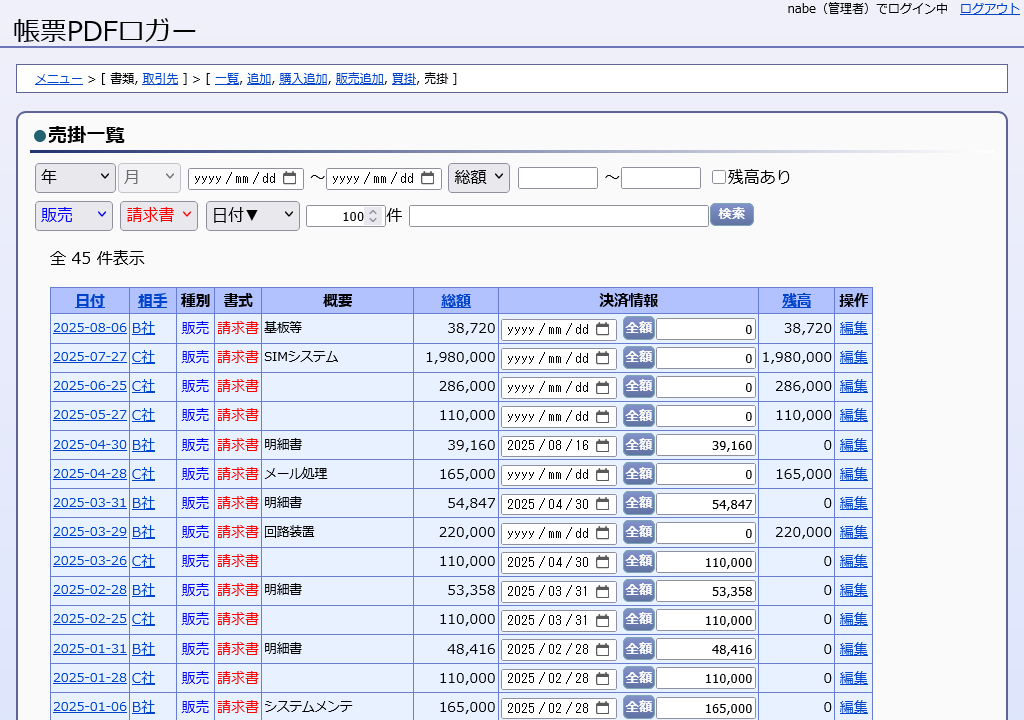 nabe（管理者）でログイン中 ログアウト
帳票PDFロガー
メニュー > [ 書類, 取引先 ] > [ 一覧, 追加, 購入追加, 販売追加, 買掛, 売掛 ]
●売掛一覧
年 月 yyyy/mm/dd ～ yyyy/mm/dd 総額 ～ 残高あり
販売 請求書 日付▼ 100 件 検索
全 45 件表示
日付 相手 種別 書式 概要 総額 決済情報 残高 操作
2025-08-06 B社 販売 請求書 基板等 38,720 yyyy/mm/dd 全額 0 38,720 編集
2025-07-27 C社 販売 請求書 SIMシステム 1,980,000 yyyy/mm/dd 全額 0 1,980,000 編集
2025-06-25 C社 販売 請求書 286,000 yyyy/mm/dd 全額 0 286,000 編集
2025-05-27 C社 販売 請求書 110,000 yyyy/mm/dd 全額 0 110,000 編集
2025-04-30 B社 販売 請求書 明細書 39,160 2025/08/16 全額 39,160 0 編集
2025-04-28 C社 販売 請求書 メール処理 165,000 yyyy/mm/dd 全額 0 165,000 編集
2025-03-31 B社 販売 請求書 明細書 54,847 2025/04/30 全額 54,847 0 編集
2025-03-29 B社 販売 請求書 回路装置 220,000 yyyy/mm/dd 全額 0 220,000 編集
2025-03-26 C社 販売 請求書 110,000 2025/04/30 全額 110,000 0 編集
2025-02-28 B社 販売 請求書 明細書 53,358 2025/03/31 全額 53,358 0 編集
2025-02-25 C社 販売 請求書 110,000 2025/03/31 全額 110,000 0 編集
2025-01-31 B社 販売 請求書 明細書 48,416 2025/02/28 全額 48,416 0 編集
2025-01-28 C社 販売 請求書 110,000 2025/02/28 全額 110,000 0 編集
2025-01-06 B社 販売 請求書 システムメンテ 165,000 2025/02/28 全額 165,000 0 編集